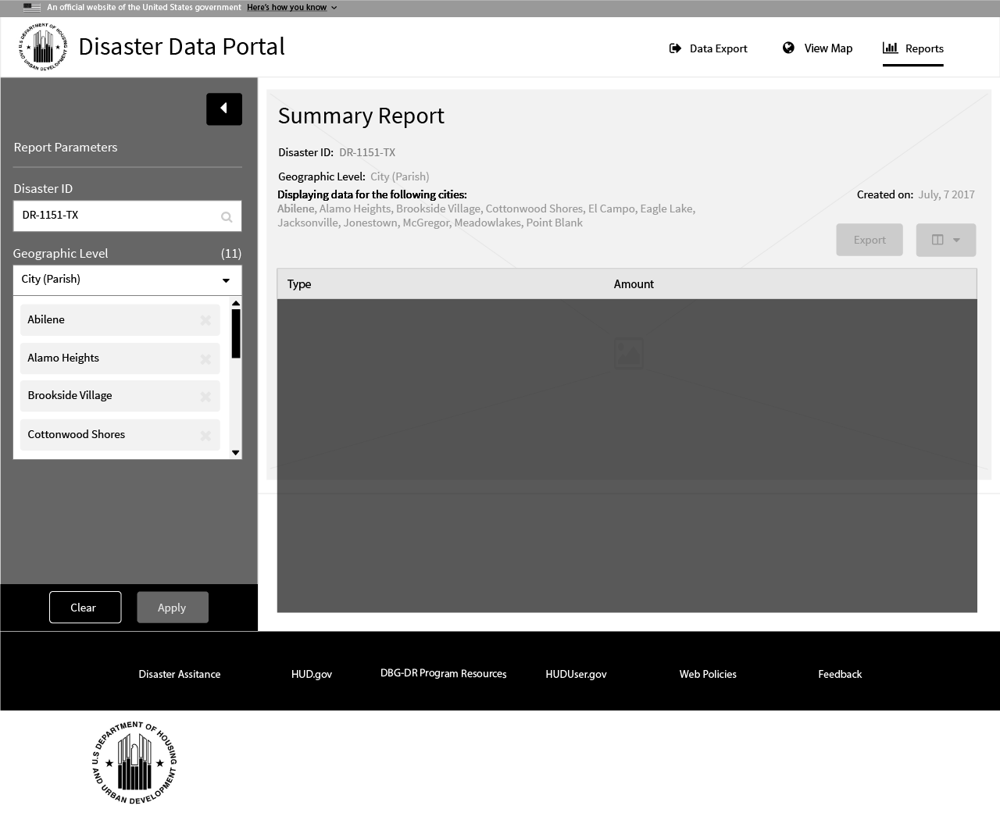 An official website of the United States government Here's how you know
U.S DEPARTMENT OF HOUSING
AND URBAN DEVELOPMENT
Disaster Data Portal
Data Export
View Map
Reports
Report Parameters
Disaster ID
DR-1151-TX
Geographic Level (11)
City (Parish)
Abilene
Alamo Heights
Brookside Village
Cottonwood Shores
Clear
Apply
Summary Report
Disaster ID: DR-1151-TX
Geographic Level: City (Parish)
Displaying data for the following cities:
Abilene, Alamo Heights, Brookside Village, Cottonwood Shores, El Campo, Eagle Lake,
Jacksonville, Jonestown, McGregor, Meadowlakes, Point Blank
Created on: July, 7 2017
Export
Type Amount
Disaster Assitance
HUD.gov
DBG-DR Program Resources
HUDUser.gov
Web Policies
Feedback
U.S DEPARTMENT OF HOUSING
AND URBAN DEVELOPMENT